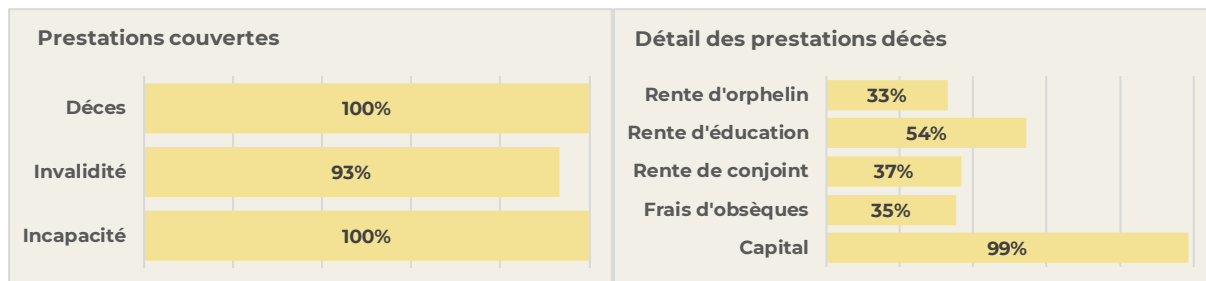 Prestations couvertes
Déces
100%
Invalidité
93%
Incapacité
100%
Détail des prestations décès
Rente d'orphelin
33%
Rente d'éducation
54%
Rente de conjoint
37%
Frais d'obsèques
35%
Capital
99%